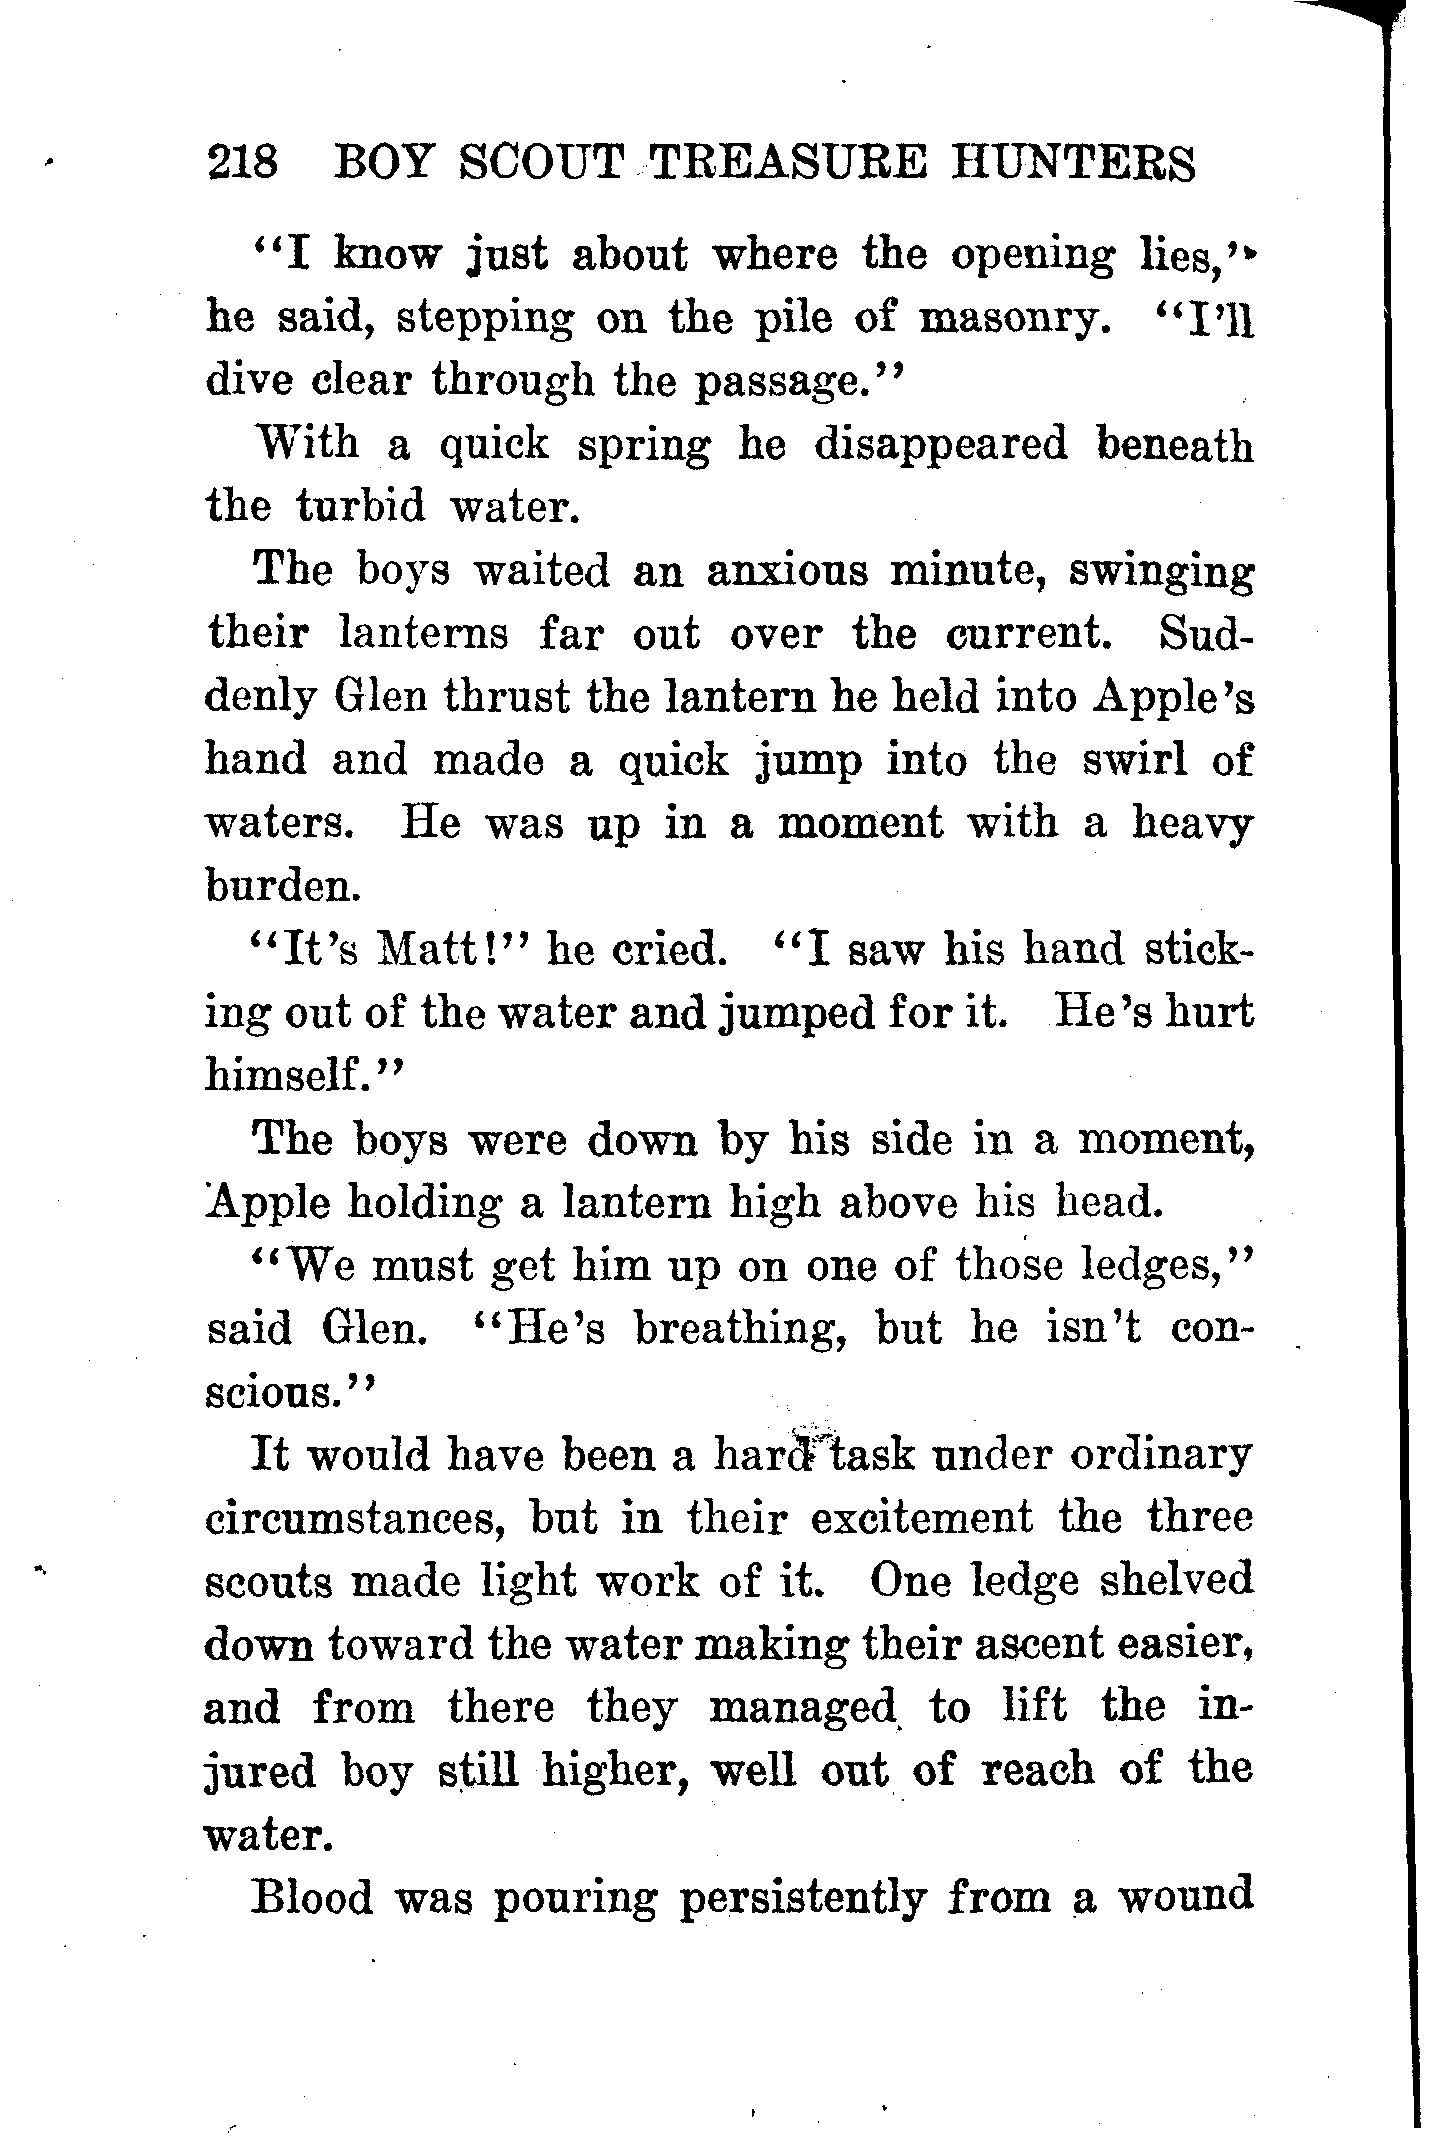 218 BOY SCOUT TREASURE HUNTERS
“I know just about where the opening lies,”
he said, stepping on the pile of masonry. “I’ll
dive clear through the passage.”
With a quick spring he disappeared beneath
the turbid water.
The boys waited an anxious minute, swinging
their lanterns far out over the current. Sud-
denly Glen thrust the lantern he held into Apple’s
hand and made a quick jump into the swirl of
waters. He was up in a moment with a heavy
burden.
“It’s Matt!” he cried. “I saw his hand stick-
ing out of the water and jumped for it. He’s hurt
himself.”
The boys were down by his side in a moment,
Apple holding a lantern high above his head.
“We must get him up on one of those ledges,”
said Glen. “He’s breathing, but he isn’t con-
scious.”
It would have been a hard task under ordinary
circumstances, but in their excitement the three
scouts made light work of it. One ledge shelved
down toward the water making their ascent easier,
and from there they managed to lift the in-
jured boy still higher, well out of reach of the
water.
Blood was pouring persistently from a wound